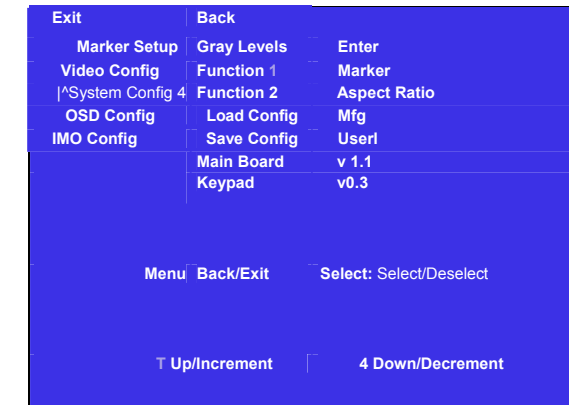 Exit Back
Marker Setup Gray Levels Enter
Video Config Function 1 Marker
|^System Config 4 Function 2 Aspect Ratio
OSD Config Load Config Mfg
IMO Config Save Config Userl
Main Board v 1.1
Keypad v0.3
Menu Back/Exit Select: Select/Deselect
T Up/Increment 4 Down/Decrement